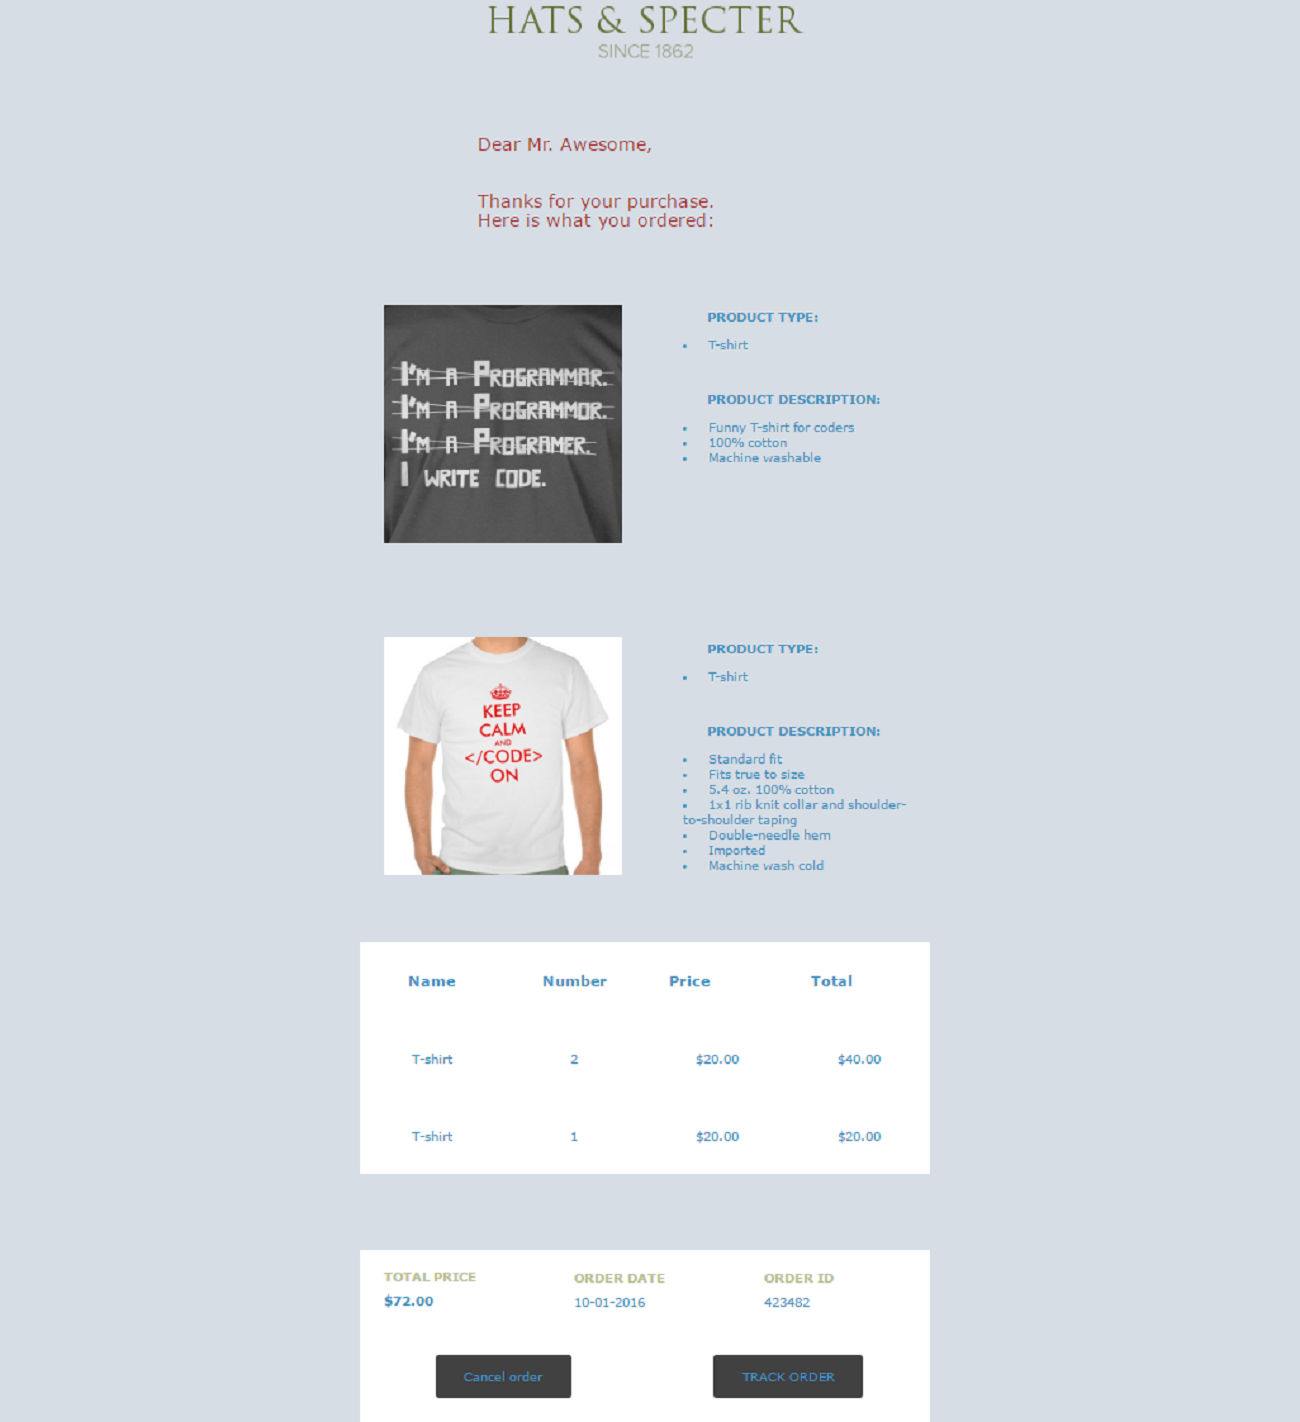 HATS & SPECTER
SINCE 1862
Dear Mr. Awesome,
Thanks for your purchase.
Here is what you ordered:
I'M A PROGRAMMAR.
I'M A PROGRAMMOR.
I'M A PROGRAMER.
I WRITE CODE.
PRODUCT TYPE:
• T-shirt
PRODUCT DESCRIPTION:
• Funny T-shirt for coders
• 100% cotton
• Machine washable
KEEP
CALM
AND
</CODE>
ON
PRODUCT TYPE:
• T-shirt
PRODUCT DESCRIPTION:
• Standard fit
• Fits true to size
• 5.4 oz. 100% cotton
• 1x1 rib knit collar and shoulder-
to-shoulder taping
• Double-needle hem
• Imported
• Machine wash cold
Name Number Price Total
T-shirt 2 $20.00 $40.00
T-shirt 1 $20.00 $20.00
TOTAL PRICE ORDER DATE ORDER ID
$72.00 10-01-2016 423482
Cancel order TRACK ORDER